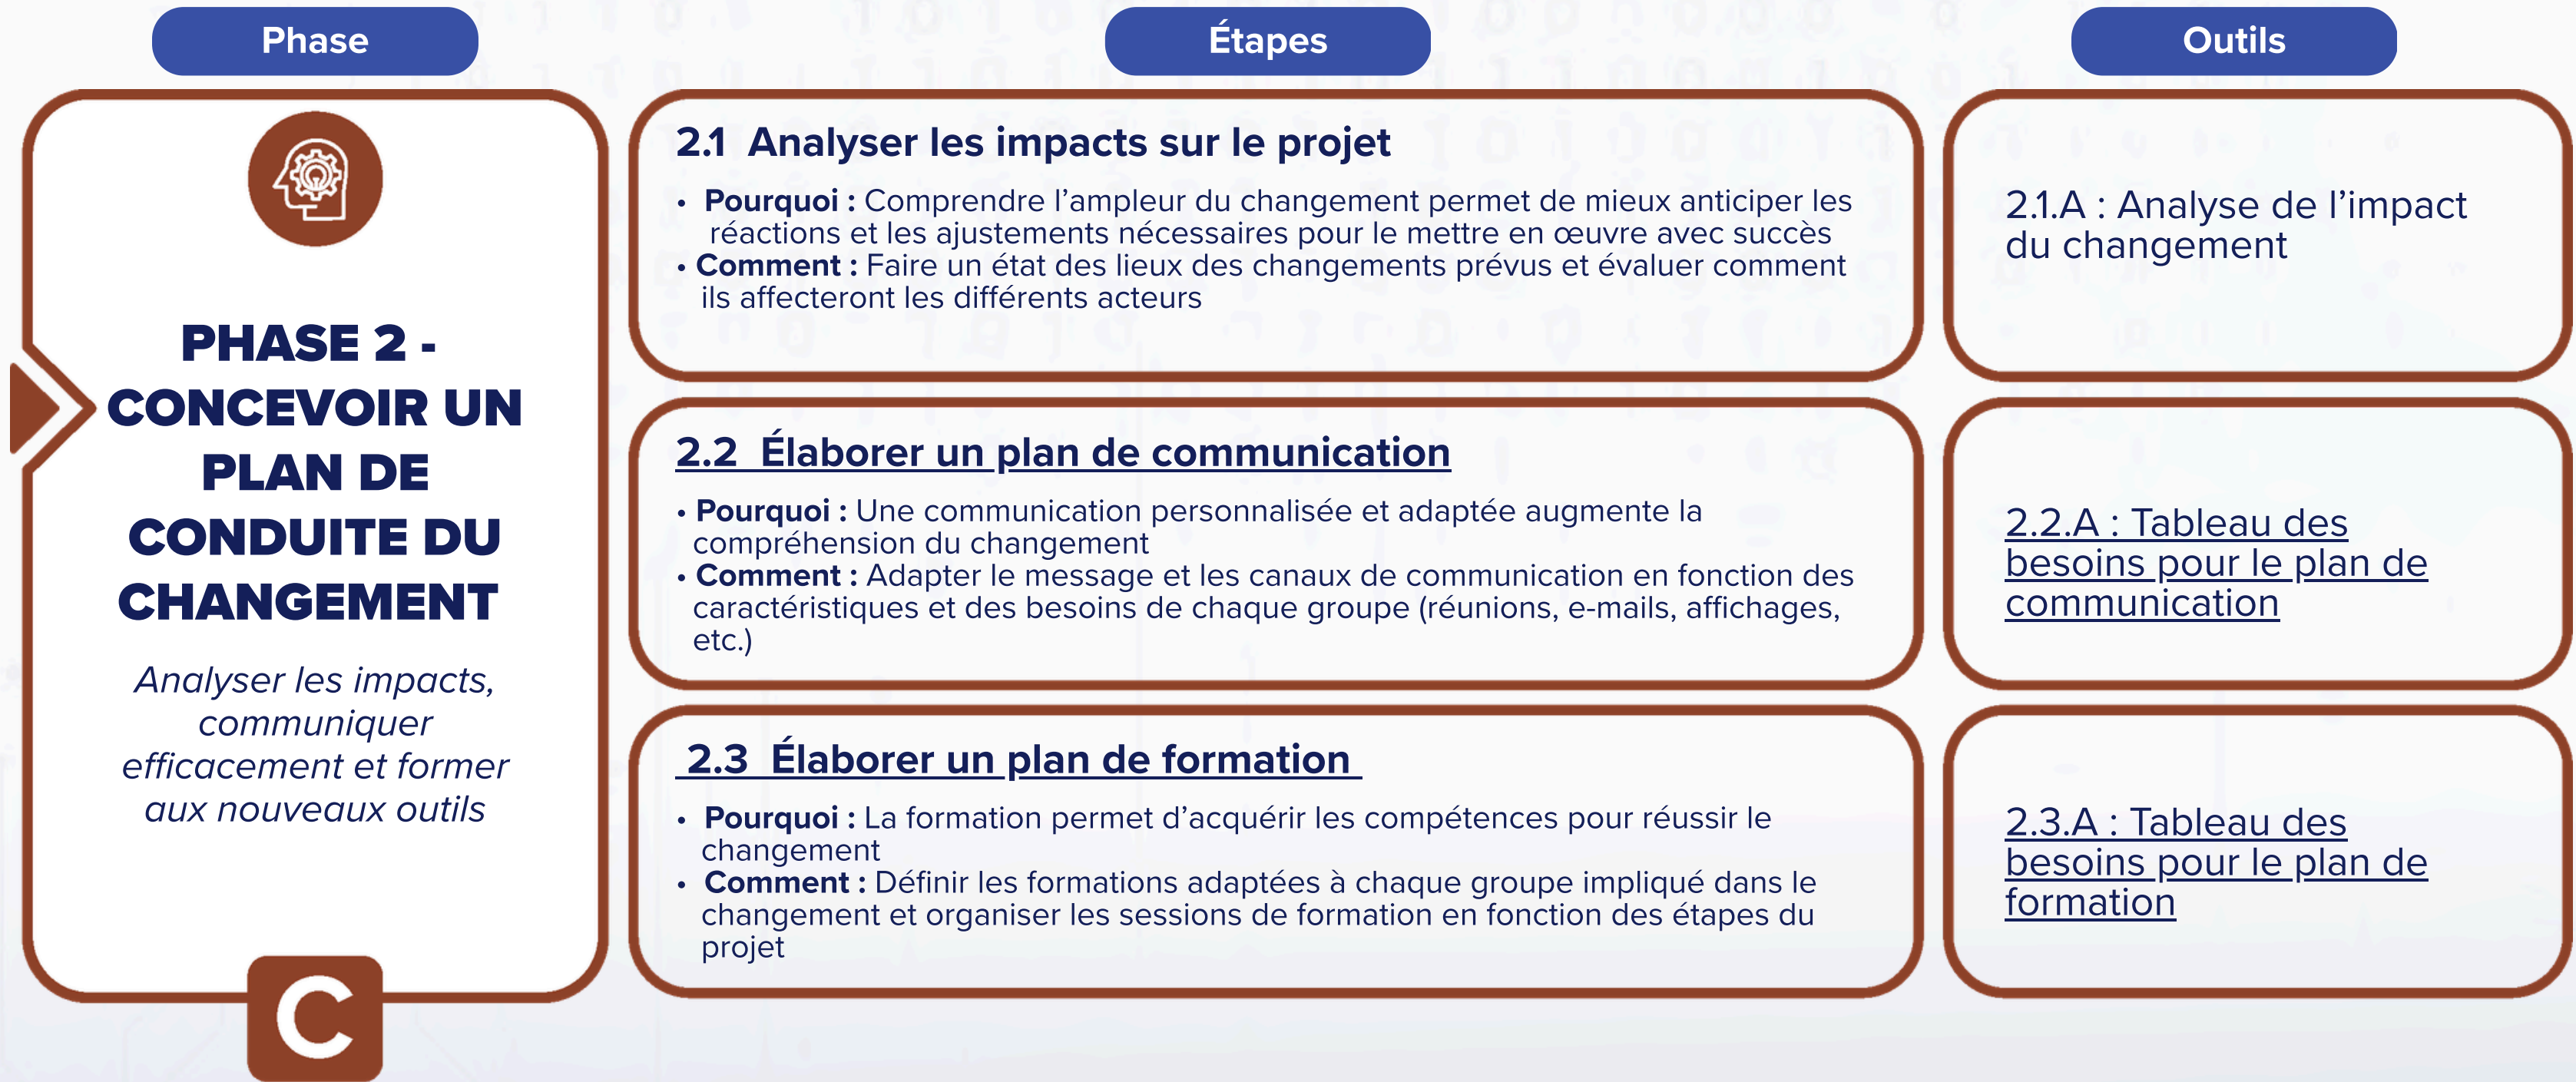 Phase
Étapes
Outils
PHASE 2 -
CONCEVOIR UN
PLAN DE
CONDUITE DU
CHANGEMENT
Analyser les impacts,
communiquer
efficacement et former
aux nouveaux outils
C
2.1 Analyser les impacts sur le projet
• Pourquoi : Comprendre l’ampleur du changement permet de mieux anticiper les
réactions et les ajustements nécessaires pour le mettre en œuvre avec succès
• Comment : Faire un état des lieux des changements prévus et évaluer comment
ils affecteront les différents acteurs
2.1.A : Analyse de l’impact
du changement
2.2 Élaborer un plan de communication
• Pourquoi : Une communication personnalisée et adaptée augmente la
compréhension du changement
• Comment : Adapter le message et les canaux de communication en fonction des
caractéristiques et des besoins de chaque groupe (réunions, e-mails, affichages,
etc.)
2.2.A : Tableau des
besoins pour le plan de
communication
2.3 Élaborer un plan de formation
• Pourquoi : La formation permet d’acquérir les compétences pour réussir le
changement
• Comment : Définir les formations adaptées à chaque groupe impliqué dans le
changement et organiser les sessions de formation en fonction des étapes du
projet
2.3.A : Tableau des
besoins pour le plan de
formation